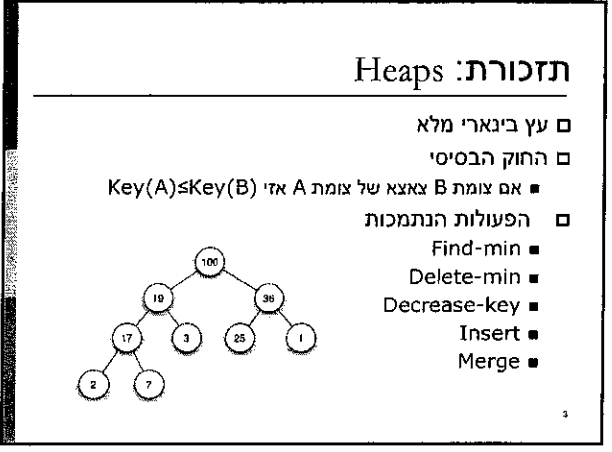 תזכורת: Heaps
עץ בינארי מלא
החוק הבסיסי
אם צומת B צאצא של צומת A אזי Key(A)≤Key(B)
הפעולות הנתמכות
Find-min
Delete-min
Decrease-key
Insert
Merge
100
19 36
17 3 25 1
2 7
3